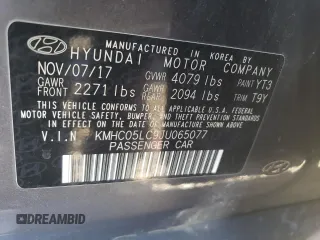 MANUFACTURED IN KOREA BY
HYUNDAI MOTOR COMPANY
NOV/07/17 GVWR 4079 lbs PAINT YT3
GAWR FRONT 2271 lbs GAWR REAR 2094 lbs TRIM T9Y
THIS VEHICLE CONFORMS TO ALL APPLICABLE FEDERAL
MOTOR VEHICLE SAFETY, BUMPER, AND THEFT PREVENTION
STANDARDS IN EFFECT ON THE DATE OF MANUFACTURE SHOWN ABOVE.
V.I.N KMHC05LC9JU065077
PASSENGER CAR
DREAMBID